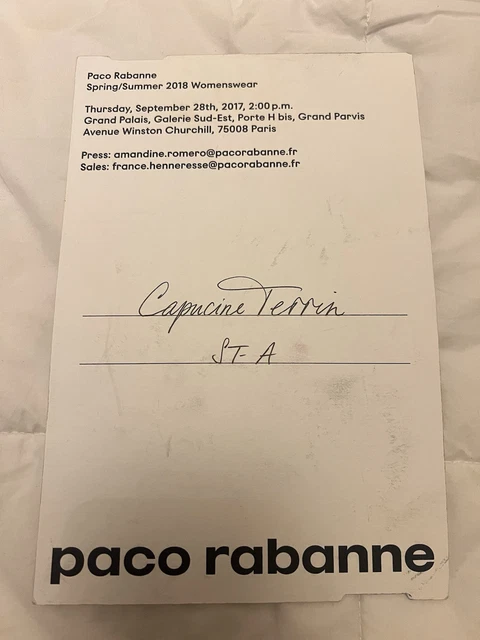 Paco Rabanne
Spring/Summer 2018 Womenswear
Thursday, September 28th, 2017, 2:00 p.m.
Grand Palais, Galerie Sud-Est, Porte H bis, Grand Parvis
Avenue Winston Churchill, 75008 Paris
Press: amandine.romero@pacorabanne.fr
Sales: france.henneresse@pacorabanne.fr
Capucine Terrin
ST-A
paco rabanne